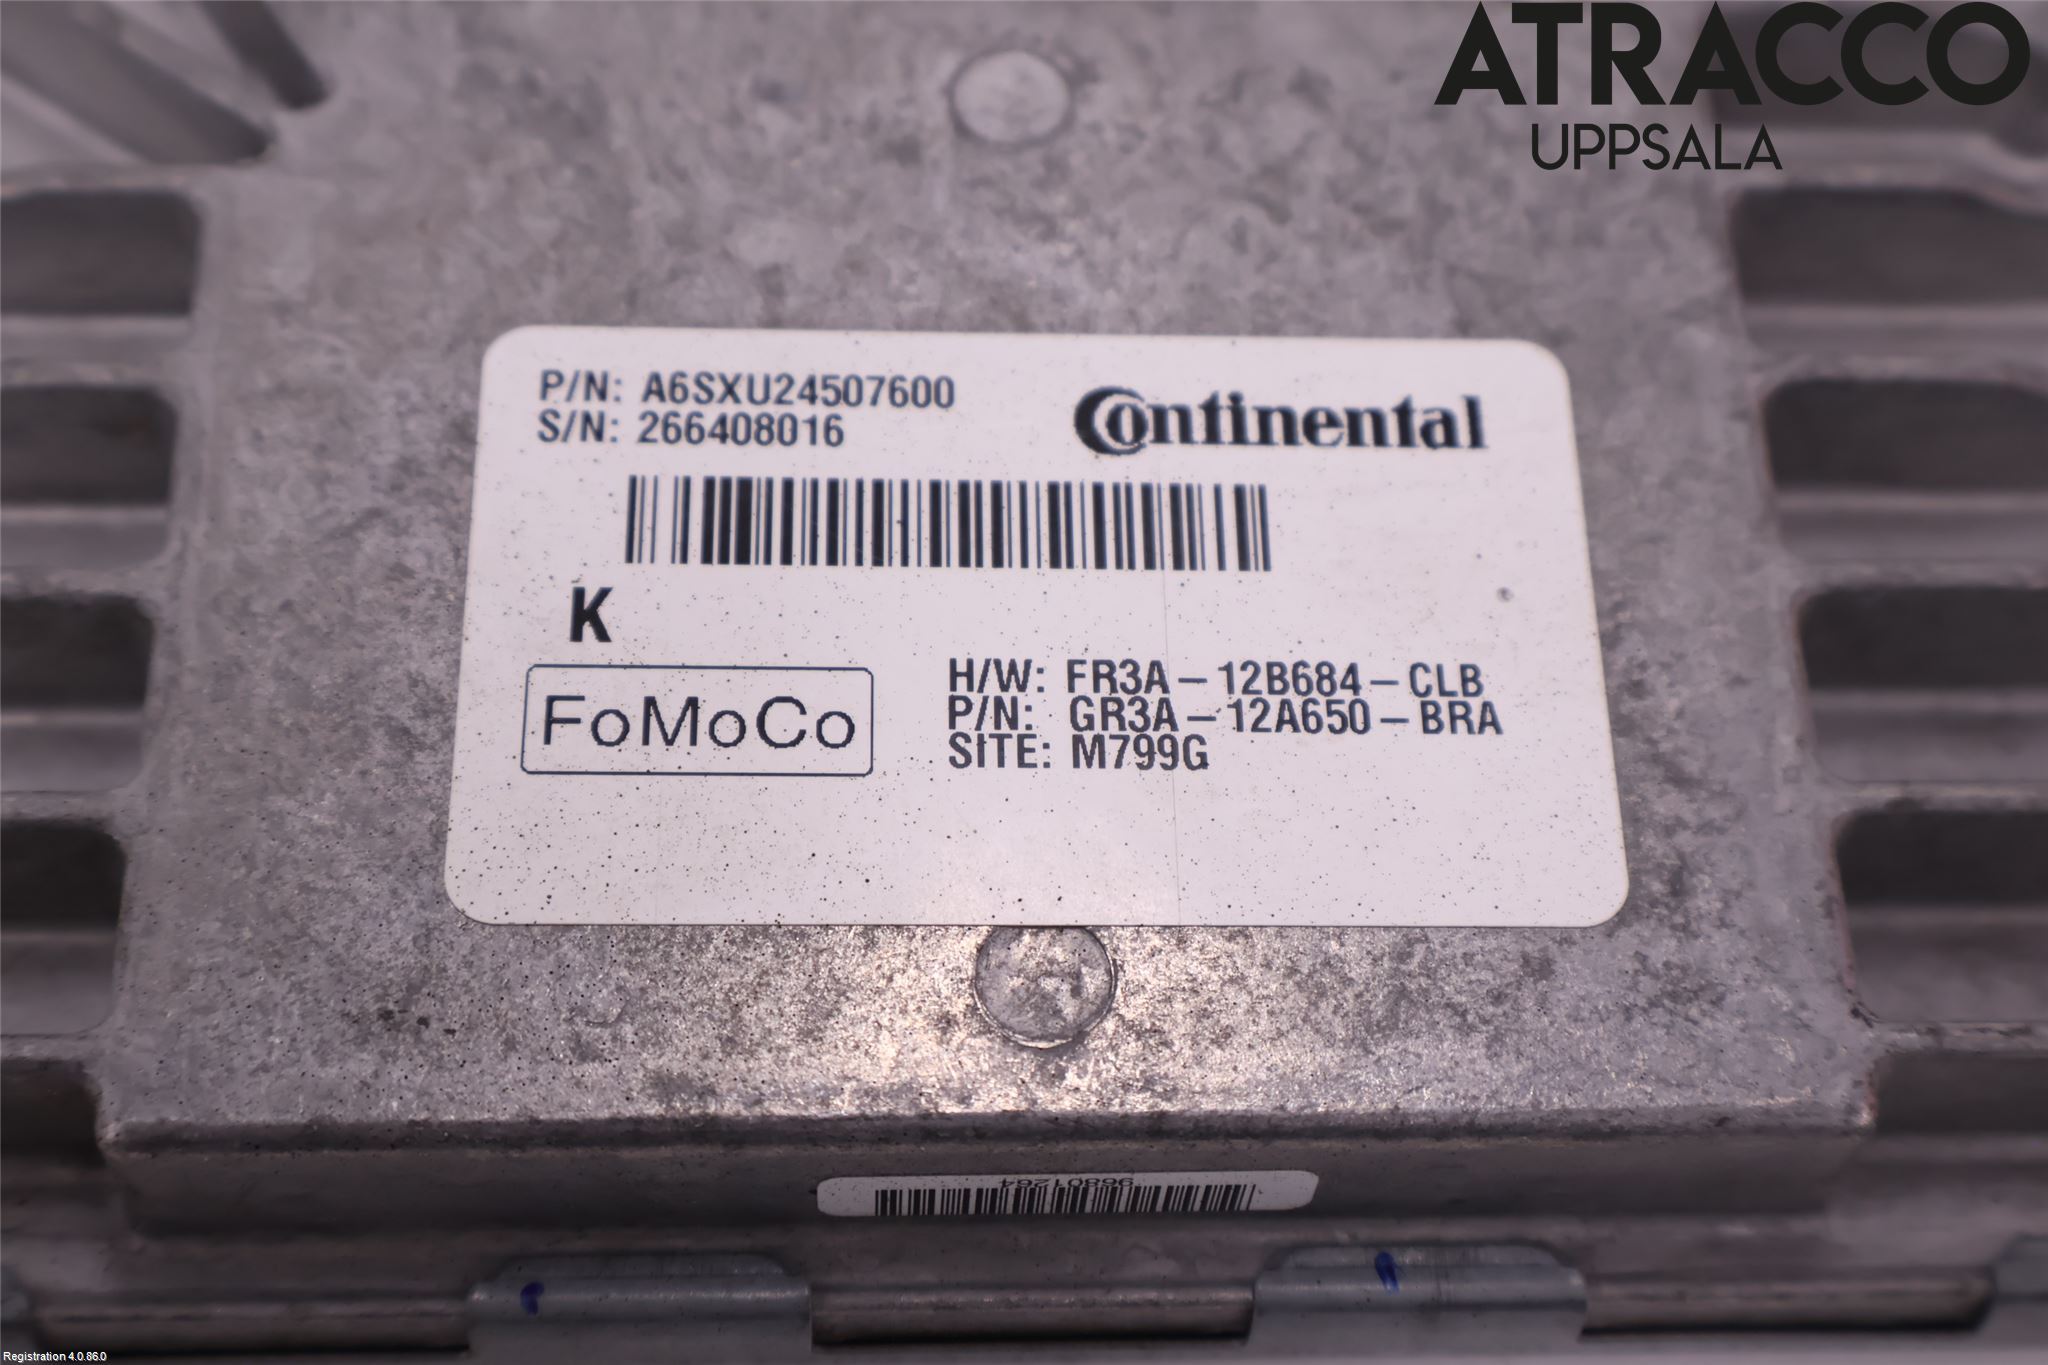 ATRACCO
UPPSALA
P/N: A6SXU24507600
S/N: 266408016
Continental
K
FoMoCo
H/W: FR3A-12B684-CLB
P/N: GR3A-12A650-BRA
SITE: M799G
96801264
Registration 4.0.86.0